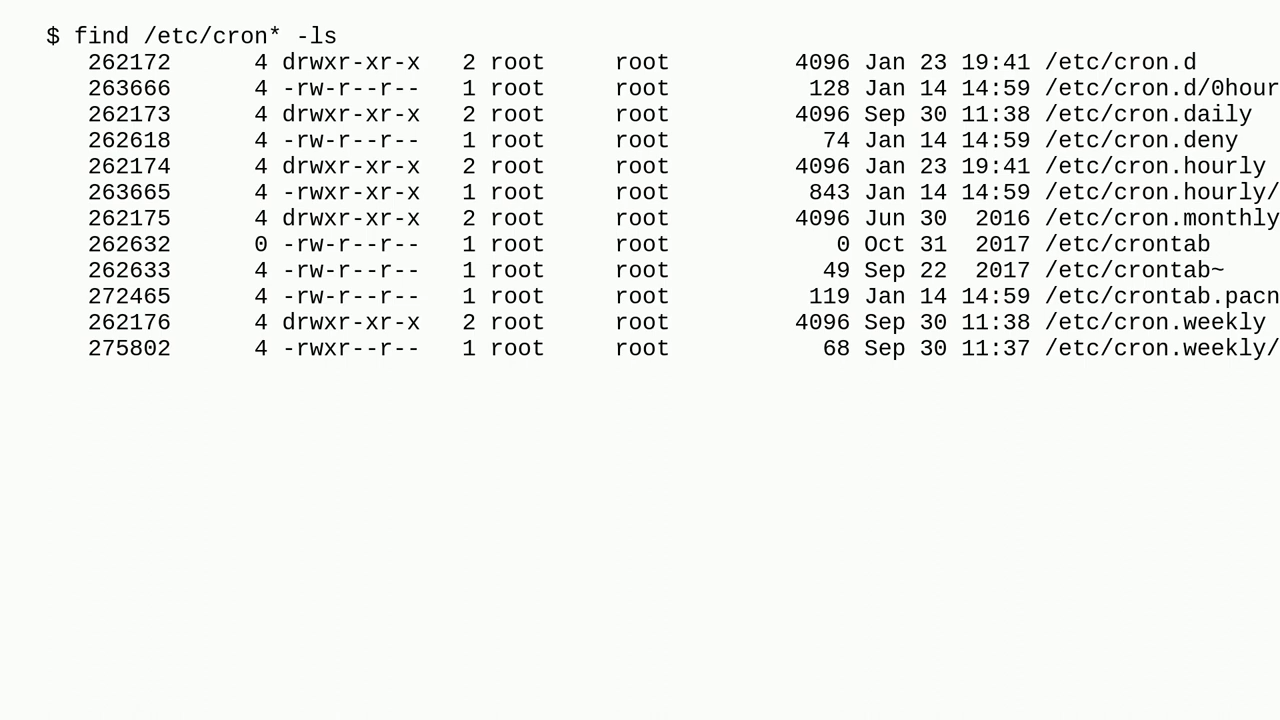 $ find /etc/cron* -ls
   262172      4 drwxr-xr-x   2 root     root         4096 Jan 23 19:41 /etc/cron.d
   263666      4 -rw-r--r--   1 root     root          128 Jan 14 14:59 /etc/cron.d/0hour
   262173      4 drwxr-xr-x   2 root     root         4096 Sep 30 11:38 /etc/cron.daily
   262618      4 -rw-r--r--   1 root     root           74 Jan 14 14:59 /etc/cron.deny
   262174      4 drwxr-xr-x   2 root     root         4096 Jan 23 19:41 /etc/cron.hourly
   263665      4 -rwxr-xr-x   1 root     root          843 Jan 14 14:59 /etc/cron.hourly/
   262175      4 drwxr-xr-x   2 root     root         4096 Jun 30  2016 /etc/cron.monthly
   262632      0 -rw-r--r--   1 root     root            0 Oct 31  2017 /etc/crontab
   262633      4 -rw-r--r--   1 root     root           49 Sep 22  2017 /etc/crontab~
   272465      4 -rw-r--r--   1 root     root          119 Jan 14 14:59 /etc/crontab.pacn
   262176      4 drwxr-xr-x   2 root     root         4096 Sep 30 11:38 /etc/cron.weekly
   275802      4 -rwxr--r--   1 root     root           68 Sep 30 11:37 /etc/cron.weekly/